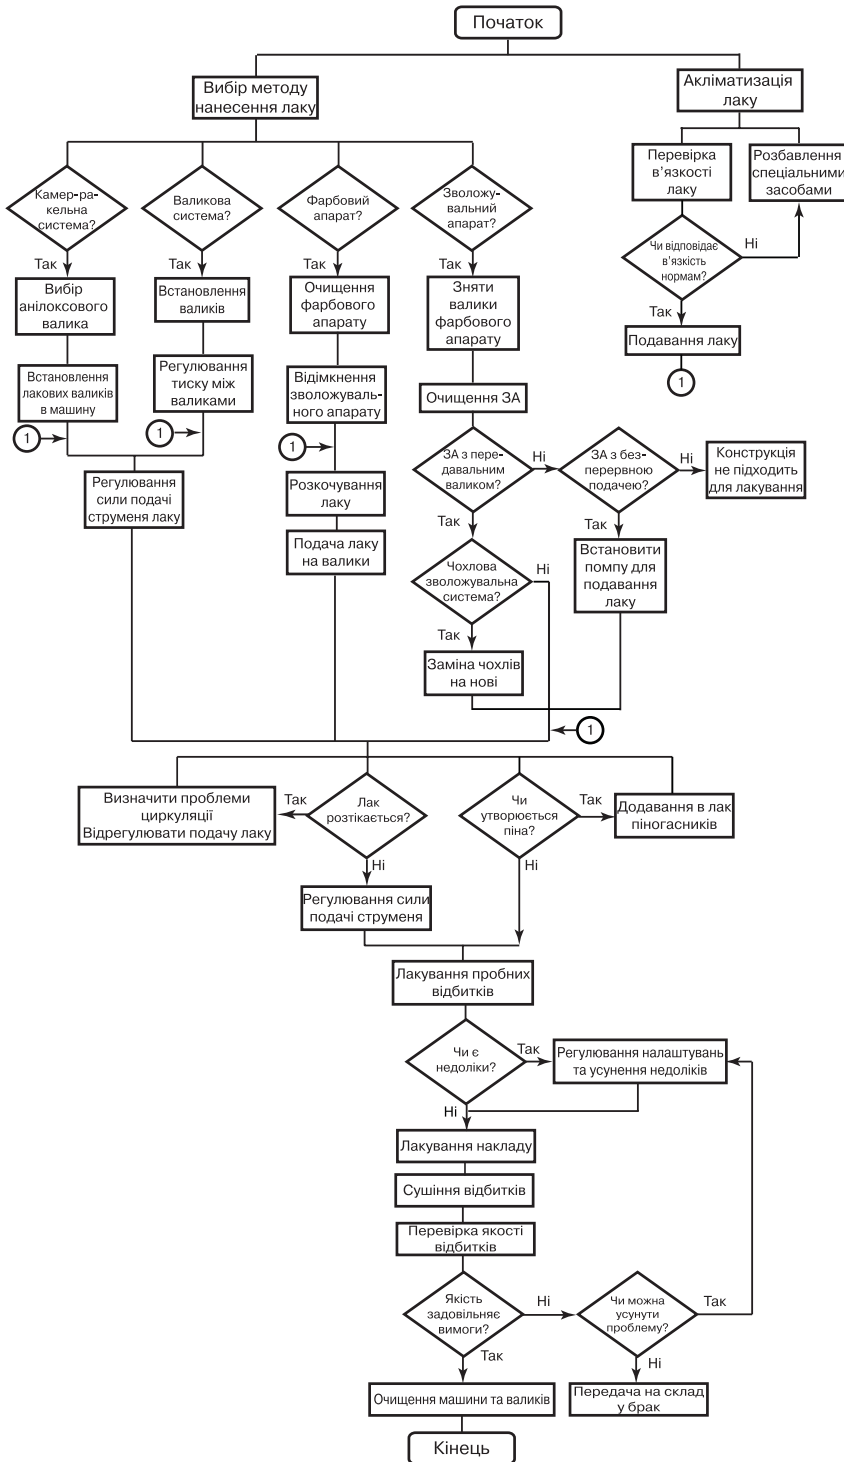 Початок
Вибір методу
нанесення лаку
Акліматизація
лаку
Перевірка
в’язкості
лаку
Розбавлення
спеціальними
засобами
Камер-ра-
кельна
система?
Валикова
система?
Фарбовий
апарат?
Зволожу-
вальний
апарат?
Чи відповідає
в’язкість
нормам?
Ні
Так
Так
Так
Так
Так
Вибір
анілоксового
валика
Встановлення
валиків
Очищення
фарбового
апарату
Зняти
валики
фарбового
апарату
Подавання лаку
1
Встановлення
лакових валиків
в машину
Регулювання
тиску між
валиками
Відімкнення
зволожуваль-
ного апарату
Очищення ЗА
1
1
1
ЗА з пере-
давальним
валиком?
Ні
ЗА з без-
перервною
подачею?
Ні
Конструкція
не підходить
для лакування
Регулювання
сили подачі
струменя лаку
Розкочування
лаку
Так
Так
Подача лаку
на валики
Чохлова
зволожувальна
система?
Ні
Встановити
помпу для
подавання
лаку
Так
Заміна чохлів
на нові
1
Визначити проблеми
циркуляції
Відрегулювати подачу лаку
Так
Лак
розтікається?
Чи
утворюється
піна?
Так
Додавання в лак
піногасників
Ні
Ні
Регулювання сили
подачі струменя
Лакування пробних
відбитків
Чи є
недоліки?
Так
Регулювання налаштувань
та усунення недоліків
Ні
Лакування накладу
Сушіння відбитків
Перевірка якості
відбитків
Якість
задовільняє
вимоги?
Ні
Чи можна
усунути
проблему?
Так
Так
Ні
Очищення машини та валиків
Передача на склад
у брак
Кінець